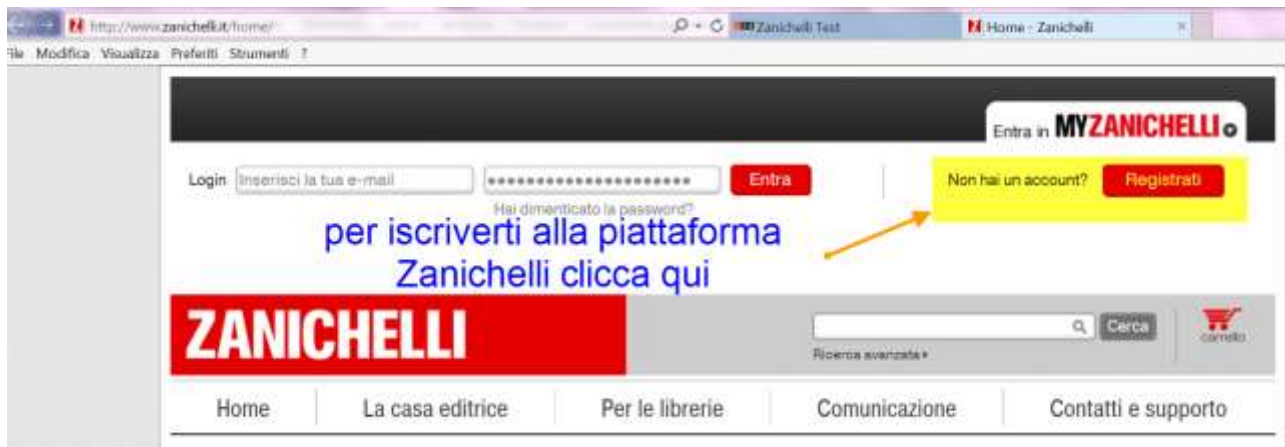 http://www.zanichelli.it/home/
Zanichelli Test
Home - Zanichelli
File Modifica Visualizza Preferiti Strumenti ?
Entra in MYZANICHELLI
Login Inserisci la tua e-mail Entra Non hai un account? Registrati
Hai dimenticato la password?
per iscriverti alla piattaforma
Zanichelli clicca qui
ZANICHELLI
Cerca
carrello
Ricerca avanzata
Home La casa editrice Per le librerie Comunicazione Contatti e supporto